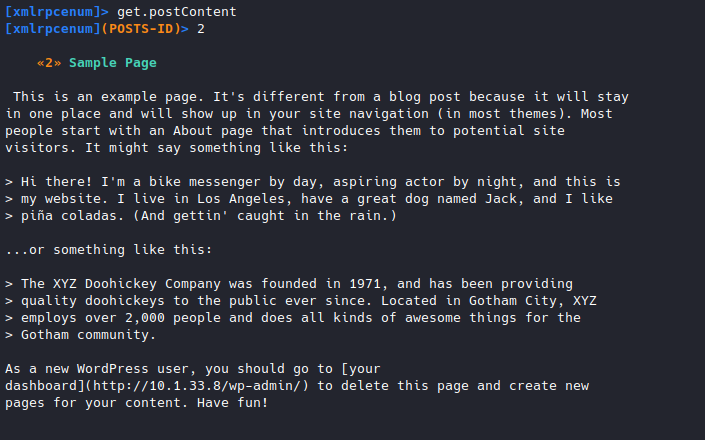 [xmlrpcenum]> get.postContent
[xmlrpcenum](POSTS-ID)> 2
«2» Sample Page
This is an example page. It's different from a blog post because it will stay
in one place and will show up in your site navigation (in most themes). Most
people start with an About page that introduces them to potential site
visitors. It might say something like this:
> Hi there! I'm a bike messenger by day, aspiring actor by night, and this is
> my website. I live in Los Angeles, have a great dog named Jack, and I like
> piña coladas. (And gettin' caught in the rain.)
...or something like this:
> The XYZ Doohickey Company was founded in 1971, and has been providing
> quality doohickeys to the public ever since. Located in Gotham City, XYZ
> employs over 2,000 people and does all kinds of awesome things for the
> Gotham community.
As a new WordPress user, you should go to [your
dashboard](http://10.1.33.8/wp-admin/) to delete this page and create new
pages for your content. Have fun!